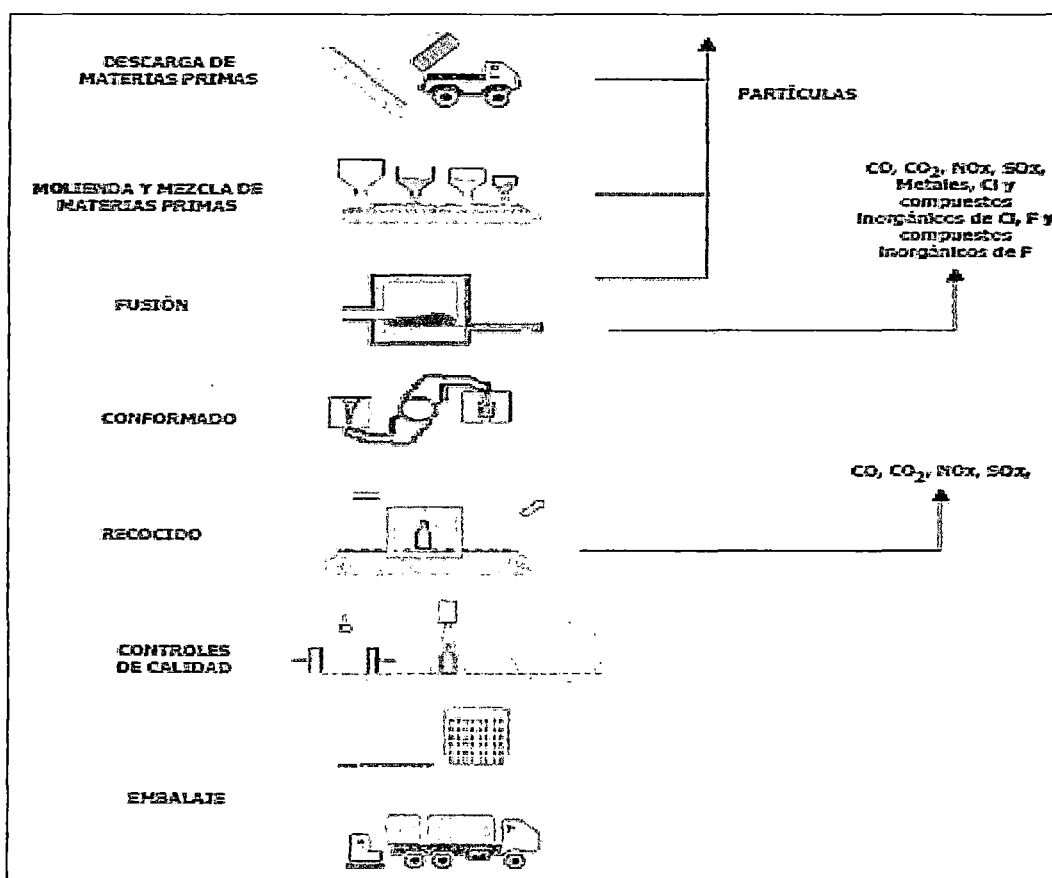 DESCARGA DE
MATERIAS PRIMAS
PARTÍCULAS
MOLIENDA Y MEZCLA DE
MATERIAS PRIMAS
CO, CO₂, NOx, SOx,
Metales, Cl y
compuestos
Inorgánicos de Cl, F y
compuestos
Inorgánicos de F
FUSIÓN
CONFORMADO
CO, CO₂, NOx, SOx,
RECOCIDO
CONTROLES
DE CALIDAD
EMBALAJE